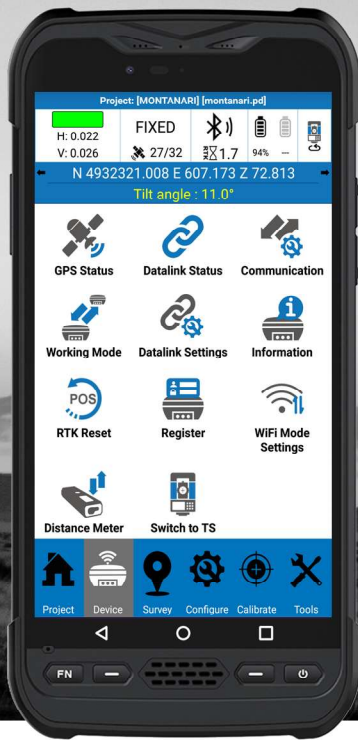 Project: [MONTANARI] [montanari.pd]
H: 0.022
V: 0.026
FIXED
27/32
RTK 1.7
94%
--
N 4932321.008 E 607.173 Z 72.813
Tilt angle : 11.0°
GPS Status
Datalink Status
Communication
Working Mode
Datalink Settings
Information
POS
RTK Reset
Register
WiFi Mode
Settings
Distance Meter
Switch to TS
Project
Device
Survey
Configure
Calibrate
Tools
FN